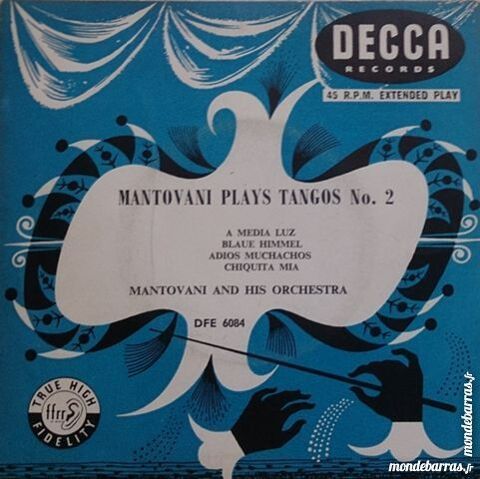 DECCA
RECORDS
45 R.P.M. EXTENDED PLAY
MANTOVANI PLAYS TANGOS No. 2
A MEDIA LUZ
BLAUE HIMMEL
ADIOS MUCHACHOS
CHIQUITA MIA
MANTOVANI AND HIS ORCHESTRA
DFE 6084
TRUE HIGH
ffrr
FIDELITY
mondebarras.fr
mondebarras.fr